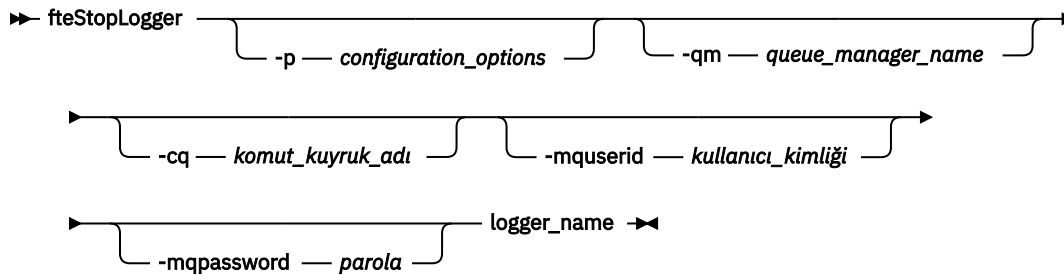 fteStopLogger
-p configuration_options
-qm queue_manager_name
-cq komut_kuyruk_adı
-mquserid kullanıcı_kimliği
-mqpassword parola
logger_name